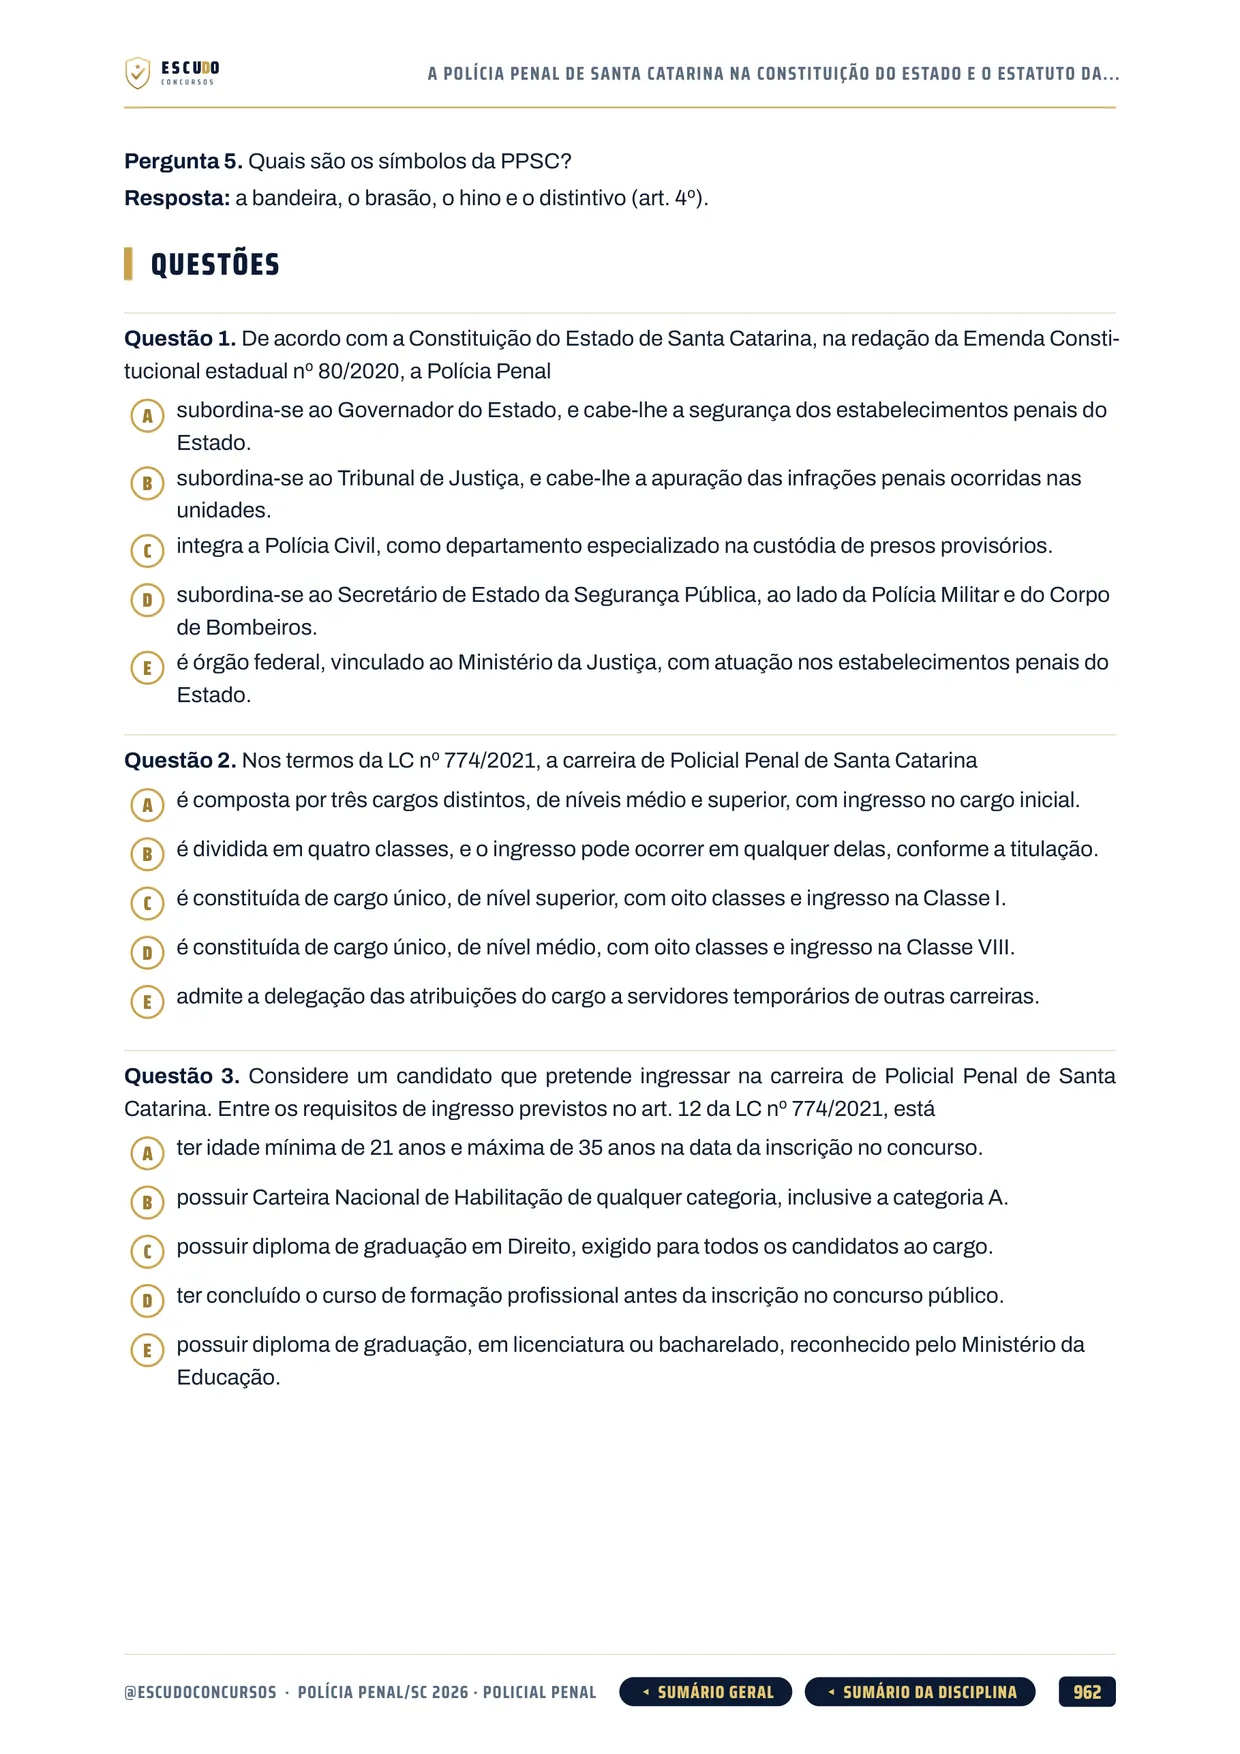 ESCUDO
CONCURSOS
A POLÍCIA PENAL DE SANTA CATARINA NA CONSTITUIÇÃO DO ESTADO E O ESTATUTO DA...
Pergunta 5. Quais são os símbolos da PPSC?
Resposta: a bandeira, o brasão, o hino e o distintivo (art. 4º).
QUESTÕES
Questão 1. De acordo com a Constituição do Estado de Santa Catarina, na redação da Emenda Consti-
tucional estadual nº 80/2020, a Polícia Penal
A subordina-se ao Governador do Estado, e cabe-lhe a segurança dos estabelecimentos penais do
Estado.
B subordina-se ao Tribunal de Justiça, e cabe-lhe a apuração das infrações penais ocorridas nas
unidades.
C integra a Polícia Civil, como departamento especializado na custódia de presos provisórios.
D subordina-se ao Secretário de Estado da Segurança Pública, ao lado da Polícia Militar e do Corpo
de Bombeiros.
E é órgão federal, vinculado ao Ministério da Justiça, com atuação nos estabelecimentos penais do
Estado.
Questão 2. Nos termos da LC nº 774/2021, a carreira de Policial Penal de Santa Catarina
A é composta por três cargos distintos, de níveis médio e superior, com ingresso no cargo inicial.
B é dividida em quatro classes, e o ingresso pode ocorrer em qualquer delas, conforme a titulação.
C é constituída de cargo único, de nível superior, com oito classes e ingresso na Classe I.
D é constituída de cargo único, de nível médio, com oito classes e ingresso na Classe VIII.
E admite a delegação das atribuições do cargo a servidores temporários de outras carreiras.
Questão 3. Considere um candidato que pretende ingressar na carreira de Policial Penal de Santa
Catarina. Entre os requisitos de ingresso previstos no art. 12 da LC nº 774/2021, está
A ter idade mínima de 21 anos e máxima de 35 anos na data da inscrição no concurso.
B possuir Carteira Nacional de Habilitação de qualquer categoria, inclusive a categoria A.
C possuir diploma de graduação em Direito, exigido para todos os candidatos ao cargo.
D ter concluído o curso de formação profissional antes da inscrição no concurso público.
E possuir diploma de graduação, em licenciatura ou bacharelado, reconhecido pelo Ministério da
Educação.
@ESCUDOCONCURSOS · POLÍCIA PENAL/SC 2026 · POLICIAL PENAL
SUMÁRIO GERAL
SUMÁRIO DA DISCIPLINA
962